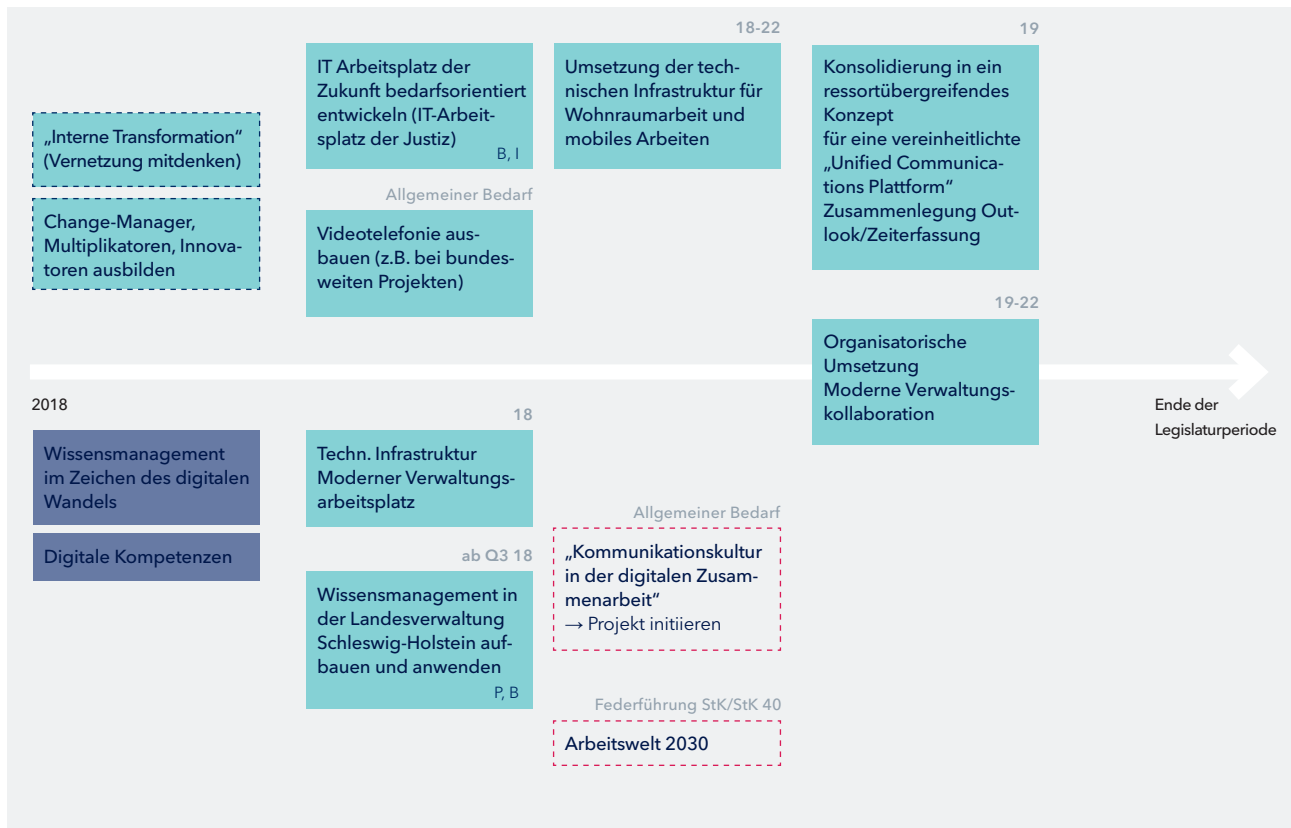 „Interne Transformation“
(Vernetzung mitdenken)
Change-Manager,
Multiplikatoren, Innova-
toren ausbilden
IT Arbeitsplatz der
Zukunft bedarfsorientiert
entwickeln (IT-Arbeit-
splatz der Justiz)
B, I
Allgemeiner Bedarf
Videotelefonie aus-
bauen (z.B. bei bundes-
weiten Projekten)
18-22
Umsetzung der tech-
nischen Infrastruktur für
Wohnraumarbeit und
mobiles Arbeiten
19
Konsolidierung in ein
ressortübergreifendes
Konzept
für eine vereinheitlichte
„Unified Communica-
tions Plattform“
Zusammenlegung Out-
look/Zeiterfassung
19-22
Organisatorische
Umsetzung
Moderne Verwaltungs-
kollaboration
2018
Ende der
Legislaturperiode
Wissensmanagement
im Zeichen des digitalen
Wandels
Digitale Kompetenzen
18
Techn. Infrastruktur
Moderner Verwaltungs-
arbeitsplatz
ab Q3 18
Wissensmanagement in
der Landesverwaltung
Schleswig-Holstein auf-
bauen und anwenden
P, B
Allgemeiner Bedarf
„Kommunikationskultur
in der digitalen Zusam-
menarbeit“
→ Projekt initiieren
Federführung StK/StK 40
Arbeitswelt 2030